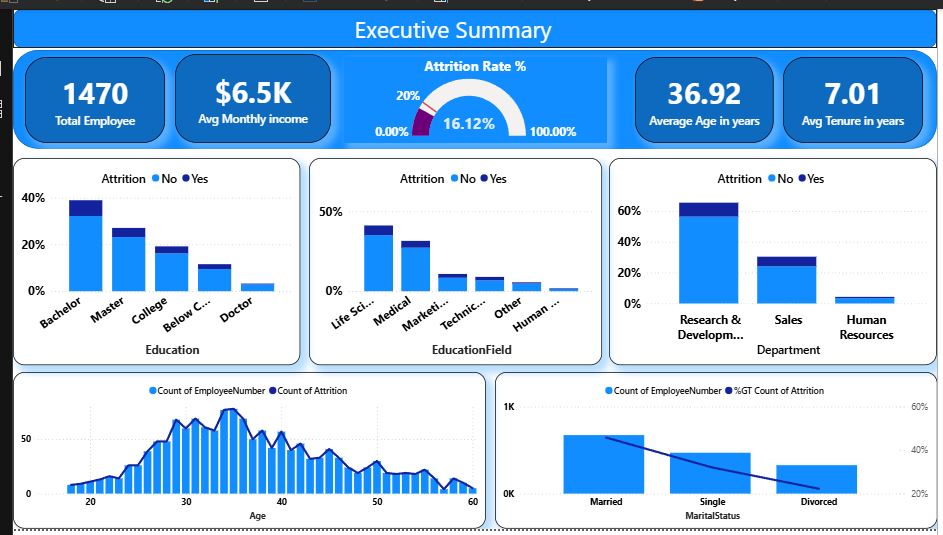 Executive Summary
1470
Total Employee
$6.5K
Avg Monthly income
Attrition Rate %
20%
0.00%
16.12%
100.00%
36.92
Average Age in years
7.01
Avg Tenure in years
Attrition No Yes
40%
20%
0%
Bachelor
Master
College
Below C...
Doctor
Education
Attrition No Yes
50%
0%
Life Sci...
Medical
Marketi...
Technic...
Other
Human ...
EducationField
Attrition No Yes
60%
40%
20%
0%
Research &
Developm...
Sales
Human
Resources
Department
Count of EmployeeNumber Count of Attrition
50
0
20 30 40 50 60
Age
Count of EmployeeNumber %GT Count of Attrition
1K
0K
60%
40%
20%
Married Single Divorced
MaritalStatus